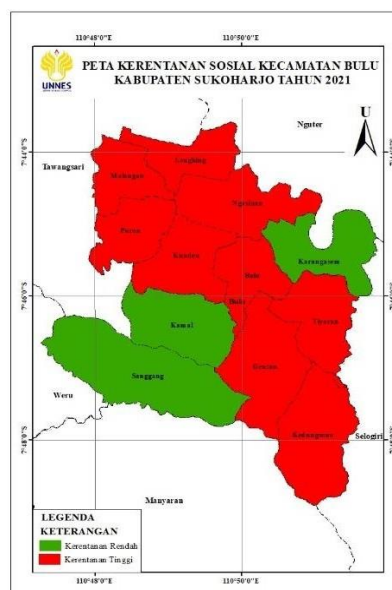 UNNES
PETA KERENTANAN SOSIAL KECAMATAN BULU
KABUPATEN SUKOHARJO TAHUN 2021
110°48'0"E
110°50'0"E
U
Nguter
Tawangsari
Lengking
Malangan
Ngasinan
Puron
Kunden
Karangasem
Bulu
Bulu
Tiyaran
Kamal
Gentan
Sanggang
Kedungsono
Weru
Selogiri
Manyaran
7°44'0"S
7°46'0"S
7°48'0"S
LEGENDA
KETERANGAN
Kerentanan Rendah
Kerentanan Tinggi
110°48'0"E
110°50'0"E